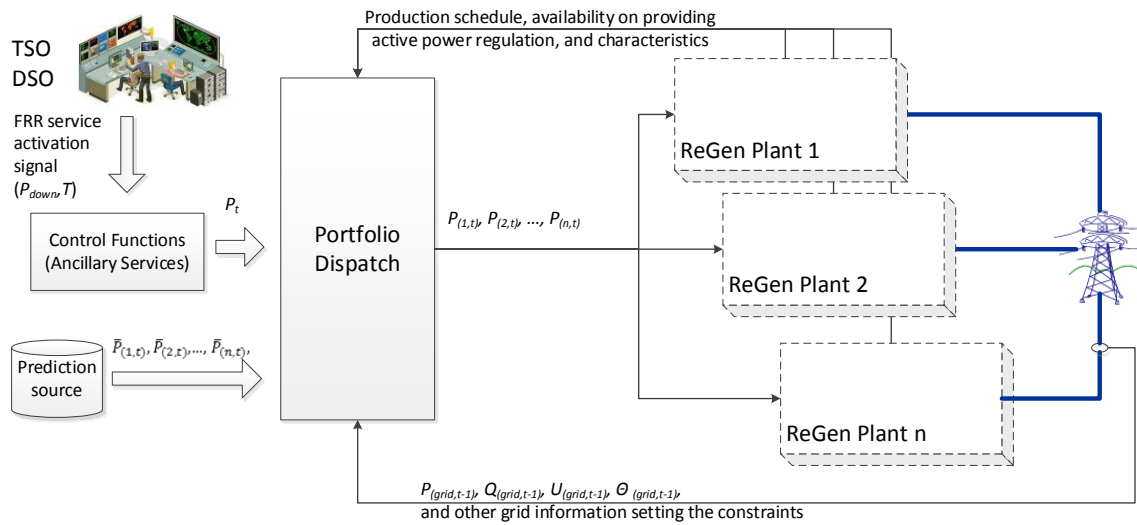 Production schedule, availability on providing
active power regulation, and characteristics
TSO
DSO
FRR service
activation
signal
(P_down,T)
P_t
Control Functions
(Ancillary Services)
Portfolio
Dispatch
P_(1,t), P_(2,t), ..., P_(n,t)
ReGen Plant 1
ReGen Plant 2
ReGen Plant n
P̄_(1,t), P̄_(2,t),..., P̄_(n,t),
Prediction
source
P_(grid,t-1), Q_(grid,t-1), U_(grid,t-1), Θ_(grid,t-1),
and other grid information setting the constraints